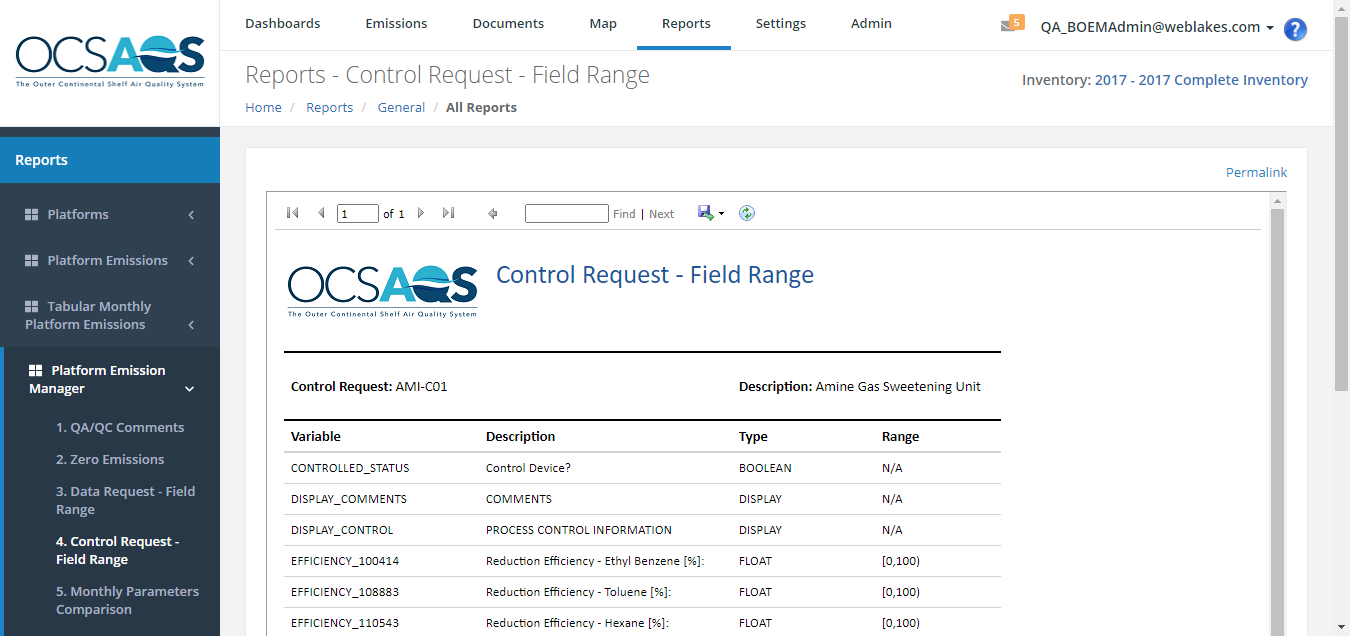 OCSAQS
The Outer Continental Shelf Air Quality System
Dashboards Emissions Documents Map Reports Settings Admin
5 QA_BOEMAdmin@weblakes.com ?
Reports - Control Request - Field Range
Inventory: 2017 - 2017 Complete Inventory
Home / Reports / General / All Reports
Reports
Platforms
Platform Emissions
Tabular Monthly
Platform Emissions
Platform Emission
Manager
1. QA/QC Comments
2. Zero Emissions
3. Data Request - Field
Range
4. Control Request -
Field Range
5. Monthly Parameters
Comparison
Permalink
1 of 1 Find | Next
OCSAQS
The Outer Continental Shelf Air Quality System
Control Request - Field Range
Control Request: AMI-C01 Description: Amine Gas Sweetening Unit
Variable Description Type Range
CONTROLLED_STATUS Control Device? BOOLEAN N/A
DISPLAY_COMMENTS COMMENTS DISPLAY N/A
DISPLAY_CONTROL PROCESS CONTROL INFORMATION DISPLAY N/A
EFFICIENCY_100414 Reduction Efficiency - Ethyl Benzene [%]: FLOAT [0,100)
EFFICIENCY_108883 Reduction Efficiency - Toluene [%]: FLOAT [0,100)
EFFICIENCY_110543 Reduction Efficiency - Hexane [%]: FLOAT [0,100)